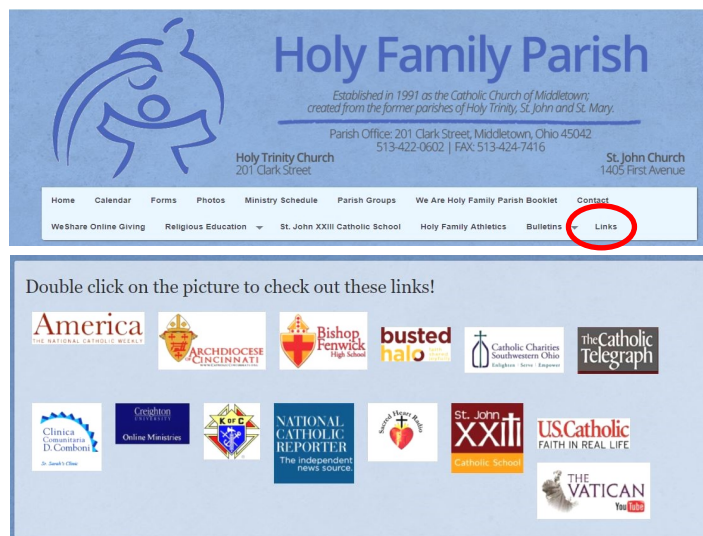 Holy Family Parish
Established in 1991 as the Catholic Church of Middletown;
created from the former parishes of Holy Trinity, St. John and St. Mary.
Parish Office: 201 Clark Street, Middletown, Ohio 45042
513-422-0602 | FAX: 513-424-7416
Holy Trinity Church
201 Clark Street
St. John Church
1405 First Avenue
Home Calendar Forms Photos Ministry Schedule Parish Groups We Are Holy Family Parish Booklet Contact
WeShare Online Giving Religious Education St. John XXIII Catholic School Holy Family Athletics Bulletins Links
Double click on the picture to check out these links!
America
THE NATIONAL CATHOLIC WEEKLY
ARCHDIOCESE
OF CINCINNATI
Bishop
Fenwick
High School
busted
halo
Catholic Charities
Southwestern Ohio
Enlighten | Serve | Empower
The Catholic
Telegraph
Clinica
Comunitaria
D. Comboni
St. Sarah's Clinic
Creighton
UNIVERSITY
Online Ministries
K OF C
NATIONAL
CATHOLIC
REPORTER
The independent
news source.
Sacred Heart Radio
St. John
XXIII
Catholic School
U.S. Catholic
FAITH IN REAL LIFE
THE
VATICAN
YouTube